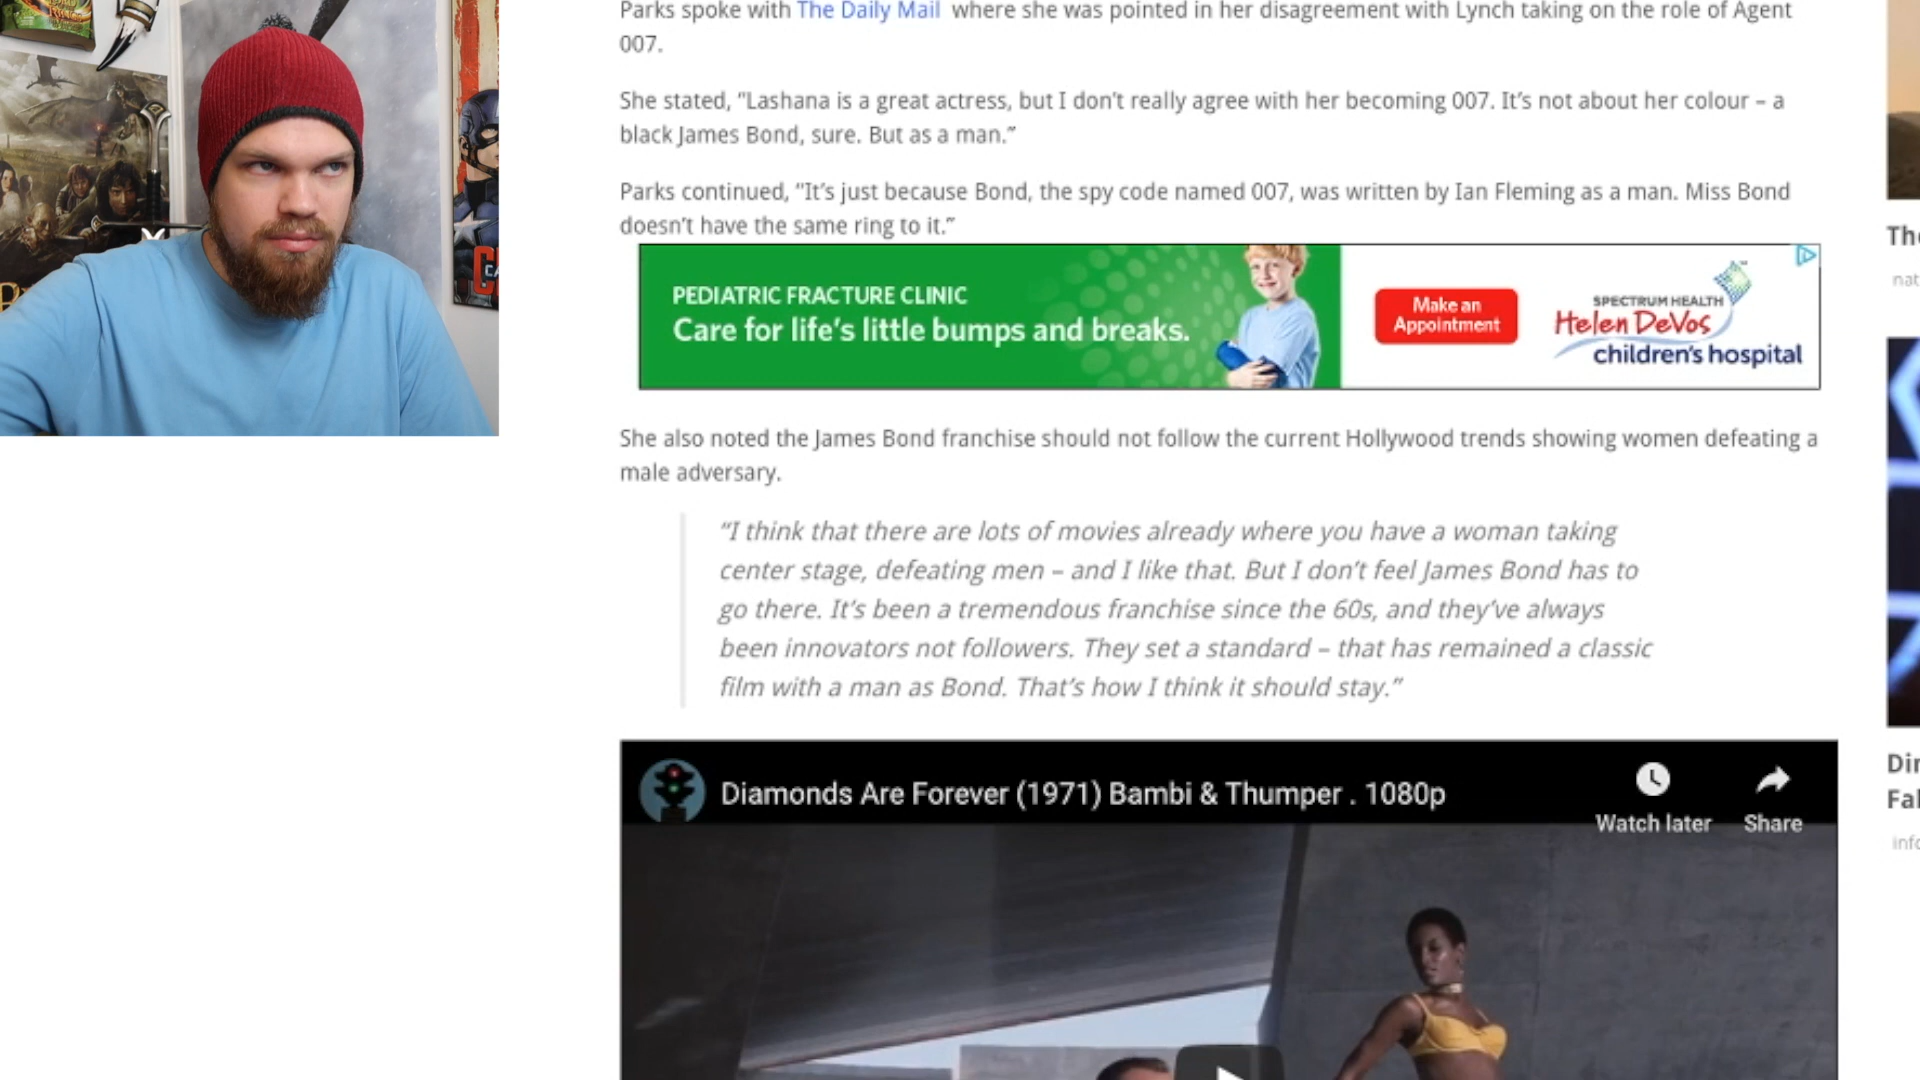 Parks spoke with The Daily Mail where she was pointed in her disagreement with Lynch taking on the role of Agent
007.
She stated, “Lashana is a great actress, but I don’t really agree with her becoming 007. It’s not about her colour – a
black James Bond, sure. But as a man.”
Parks continued, “It’s just because Bond, the spy code named 007, was written by Ian Fleming as a man. Miss Bond
doesn’t have the same ring to it.”
PEDIATRIC FRACTURE CLINIC
Care for life’s little bumps and breaks.
Make an
Appointment
SPECTRUM HEALTH
Helen DeVos
children’s hospital
She also noted the James Bond franchise should not follow the current Hollywood trends showing women defeating a
male adversary.
“I think that there are lots of movies already where you have a woman taking
center stage, defeating men – and I like that. But I don’t feel James Bond has to
go there. It’s been a tremendous franchise since the 60s, and they’ve always
been innovators not followers. They set a standard – that has remained a classic
film with a man as Bond. That’s how I think it should stay.”
Diamonds Are Forever (1971) Bambi & Thumper . 1080p
Watch later
Share